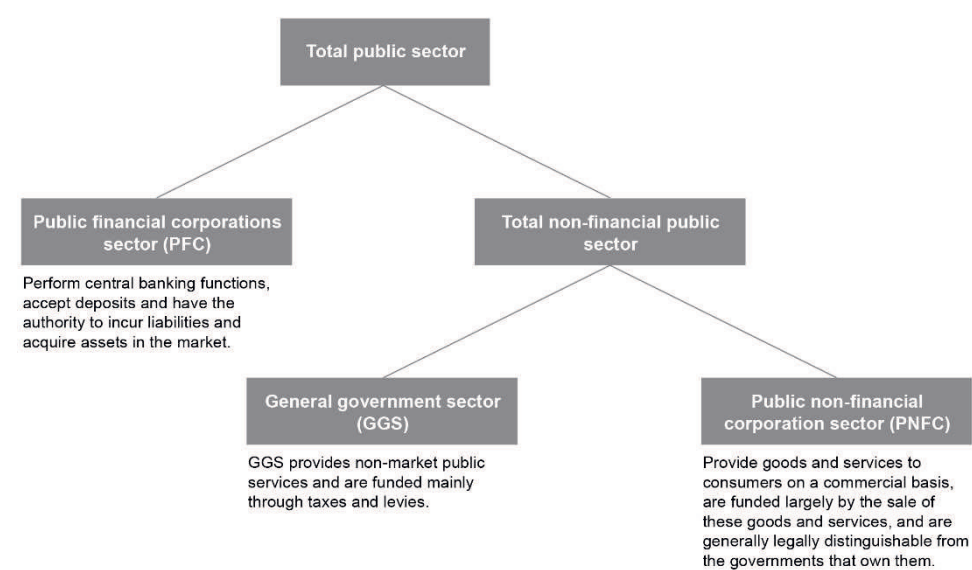 Total public sector
Public financial corporations
sector (PFC)
Perform central banking functions,
accept deposits and have the
authority to incur liabilities and
acquire assets in the market.
Total non-financial public
sector
General government sector
(GGS)
GGS provides non-market public
services and are funded mainly
through taxes and levies.
Public non-financial
corporation sector (PNFC)
Provide goods and services to
consumers on a commercial basis,
are funded largely by the sale of
these goods and services, and are
generally legally distinguishable from
the governments that own them.